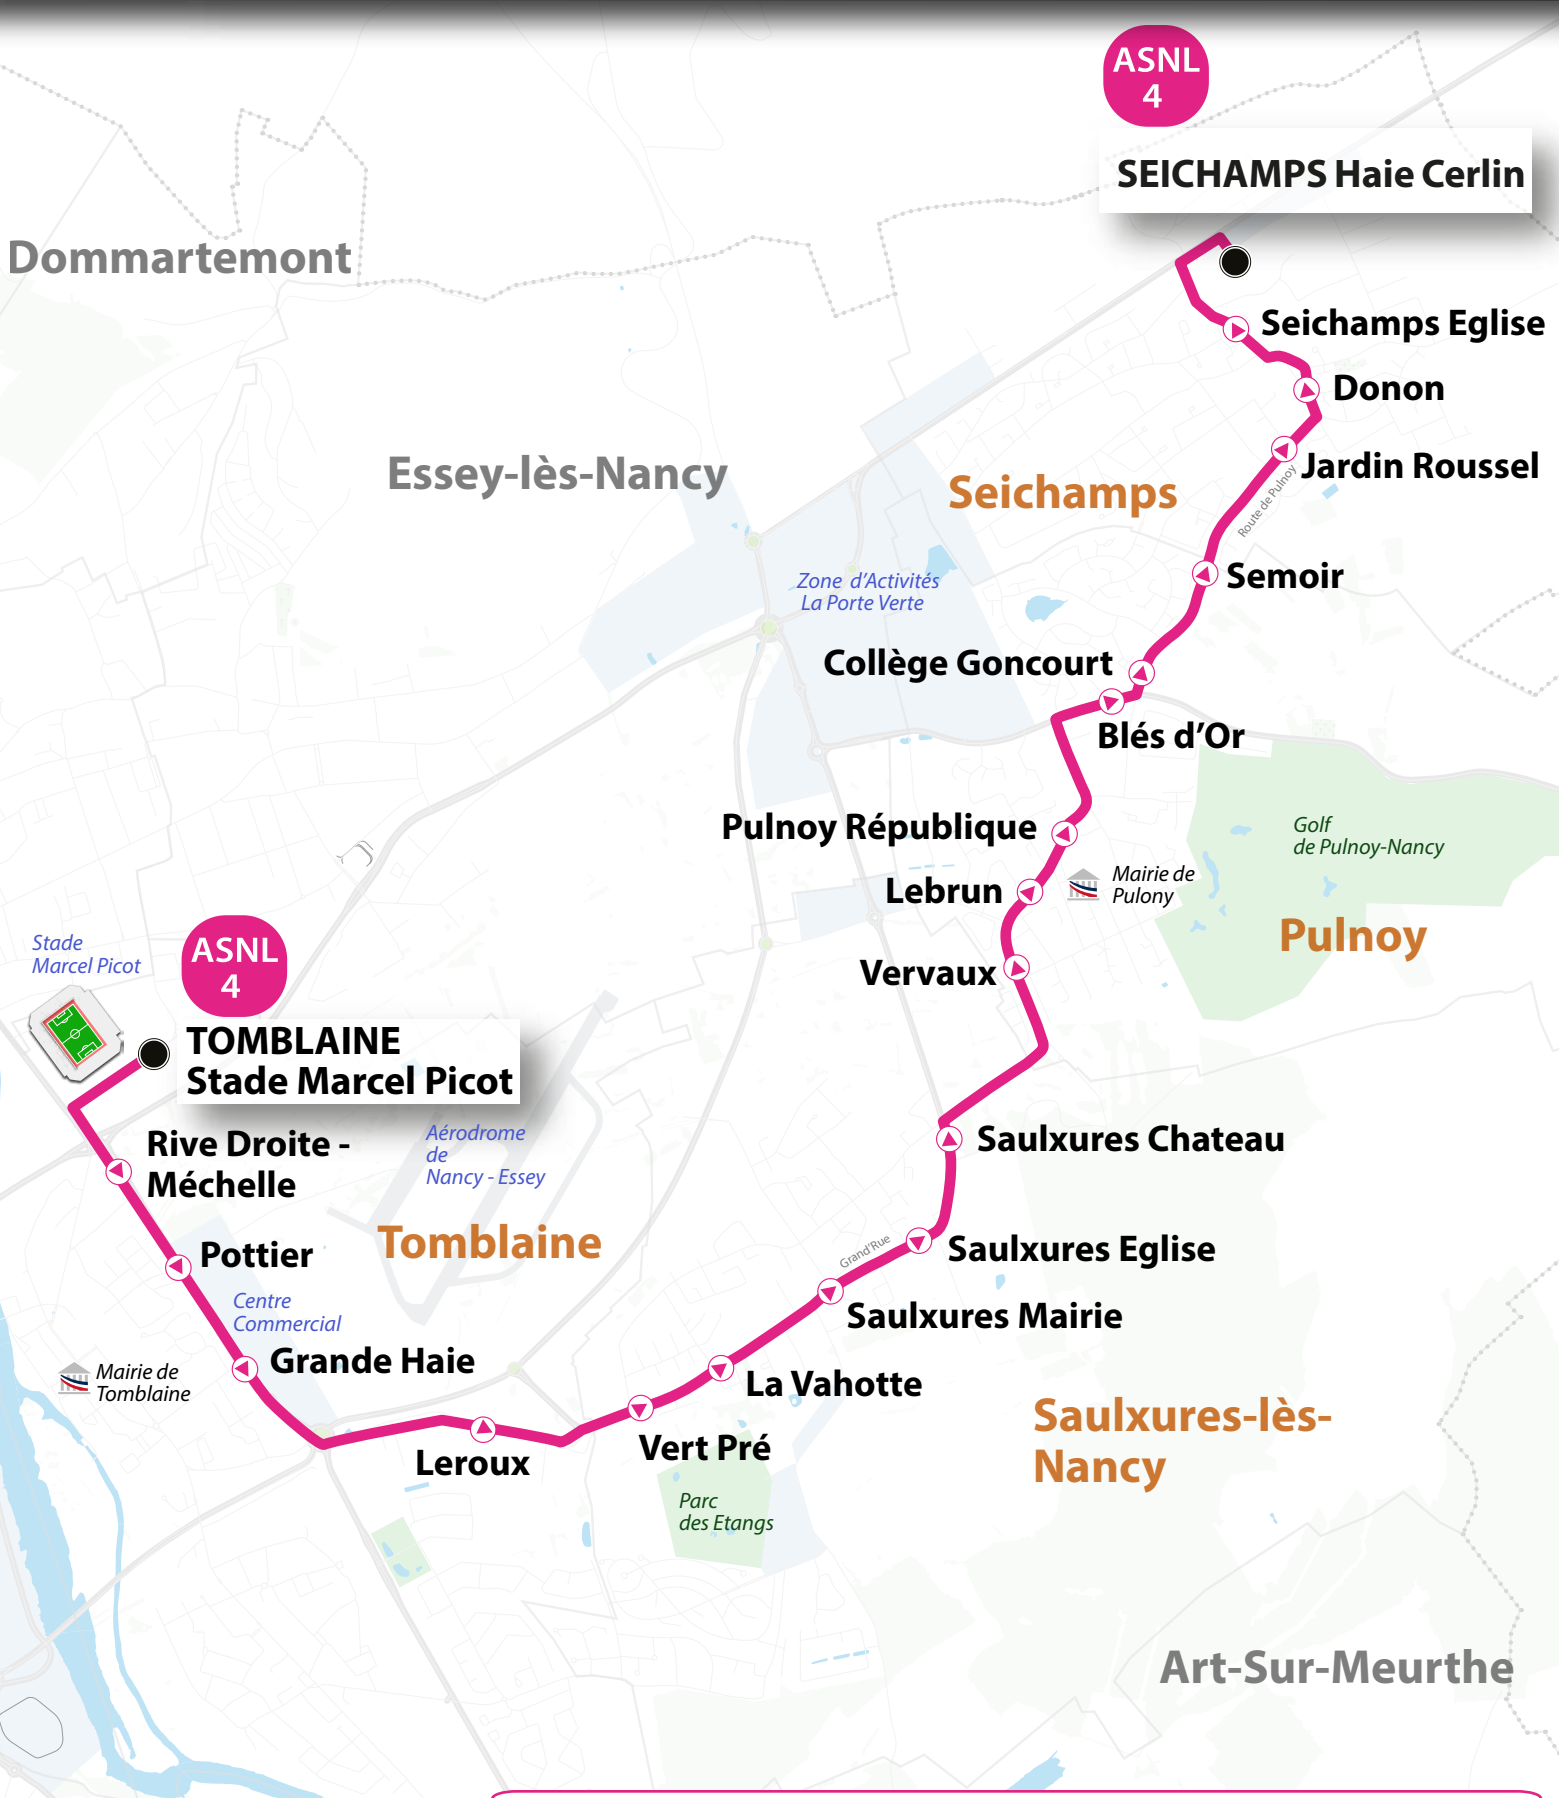 ASNL
4
SEICHAMPS Haie Cerlin
Dommartemont
Seichamps Eglise
Donon
Essey-lès-Nancy
Jardin Roussel
Seichamps
Route de Pulnoy
Zone d'Activités
La Porte Verte
Semoir
Collège Goncourt
Blés d'Or
Pulnoy République
Golf
de Pulnoy-Nancy
Lebrun
Mairie de
Pulony
Pulnoy
Stade
Marcel Picot
ASNL
4
Vervaux
TOMBLAINE
Stade Marcel Picot
Rive Droite -
Méchelle
Aérodrome
de
Nancy - Essey
Saulxures Chateau
Tomblaine
Pottier
Grand'Rue
Saulxures Eglise
Centre
Commercial
Saulxures Mairie
Grande Haie
Mairie de
Tomblaine
La Vahotte
Saulxures-lès-
Nancy
Vert Pré
Leroux
Parc
des Etangs
Art-Sur-Meurthe